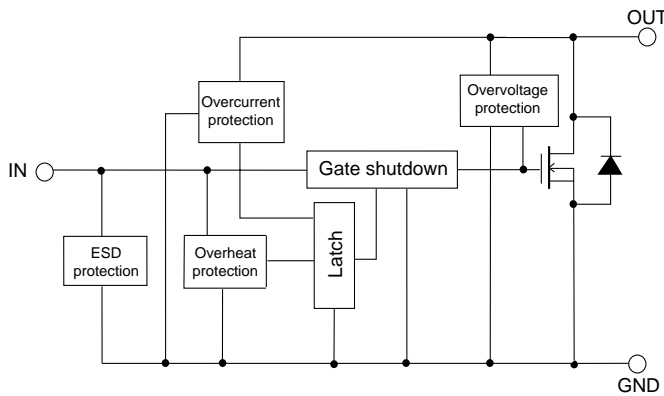 OUT
Overcurrent
protection
Overvoltage
protection
IN
Gate shutdown
ESD
protection
Overheat
protection
Latch
GND